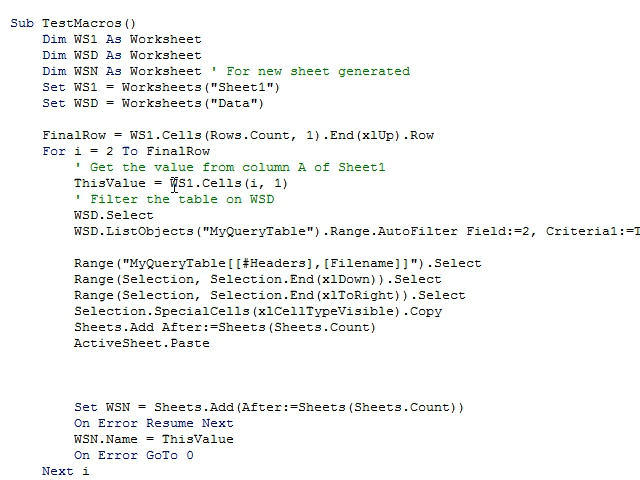 Sub TestMacros()
Dim WS1 As Worksheet
Dim WSD As Worksheet
Dim WSN As Worksheet ' For new sheet generated
Set WS1 = Worksheets("Sheet1")
Set WSD = Worksheets("Data")
FinalRow = WS1.Cells(Rows.Count, 1).End(xlUp).Row
For i = 2 To FinalRow
' Get the value from column A of Sheet1
ThisValue = WS1.Cells(i, 1)
' Filter the table on WSD
WSD.Select
WSD.ListObjects("MyQueryTable").Range.AutoFilter Field:=2, Criteria1:=T
Range("MyQueryTable[[#Headers],[Filename]]").Select
Range(Selection, Selection.End(xlDown)).Select
Range(Selection, Selection.End(xlToRight)).Select
Selection.SpecialCells(xlCellTypeVisible).Copy
Sheets.Add After:=Sheets(Sheets.Count)
ActiveSheet.Paste
Set WSN = Sheets.Add(After:=Sheets(Sheets.Count))
On Error Resume Next
WSN.Name = ThisValue
On Error GoTo 0
Next i